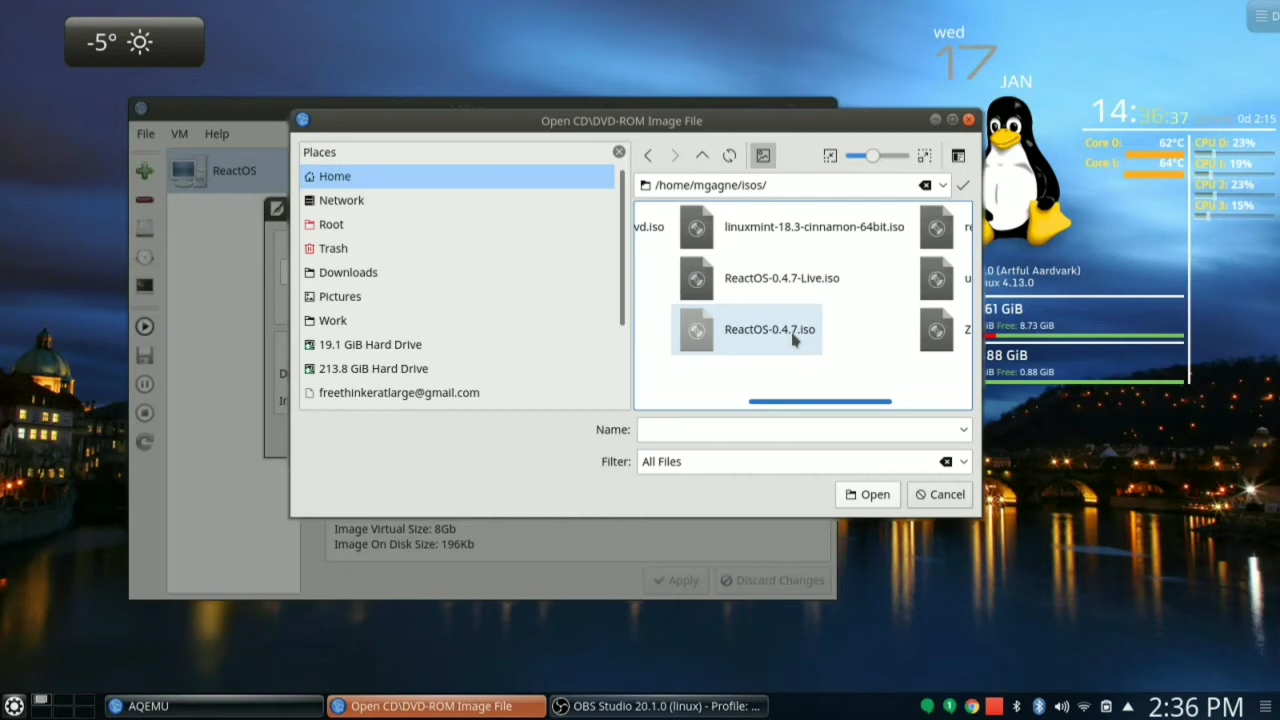 -5°
wed
17
JAN
14:36:37
0d 2:15
Core 0: 62°C
CPU 0: 23%
Core 1: 64°C
CPU 1: 19%
CPU 2: 23%
CPU 3: 15%
File VM Help
Open CD\DVD-ROM Image File
Places
ReactOS
Home
/home/mgagne/isos/
Network
Root
Trash
Downloads
Pictures
Work
19.1 GiB Hard Drive
213.8 GiB Hard Drive
freethinkeratlarge@gmail.com
vd.iso
linuxmint-18.3-cinnamon-64bit.iso
re
ReactOS-0.4.7-Live.iso
u
ReactOS-0.4.7.iso
Z
.0 (Artful Aardvark)
nux 4.13.0
61 GiB
iB Free: 8.73 GiB
88 GiB
iB Free: 0.88 GiB
Name:
Filter: All Files
Open Cancel
Image Virtual Size: 8Gb
Image On Disk Size: 196Kb
Apply Discard Changes
AQEMU
Open CD\DVD-ROM Image File
OBS Studio 20.1.0 (linux) - Profile: ...
2:36 PM